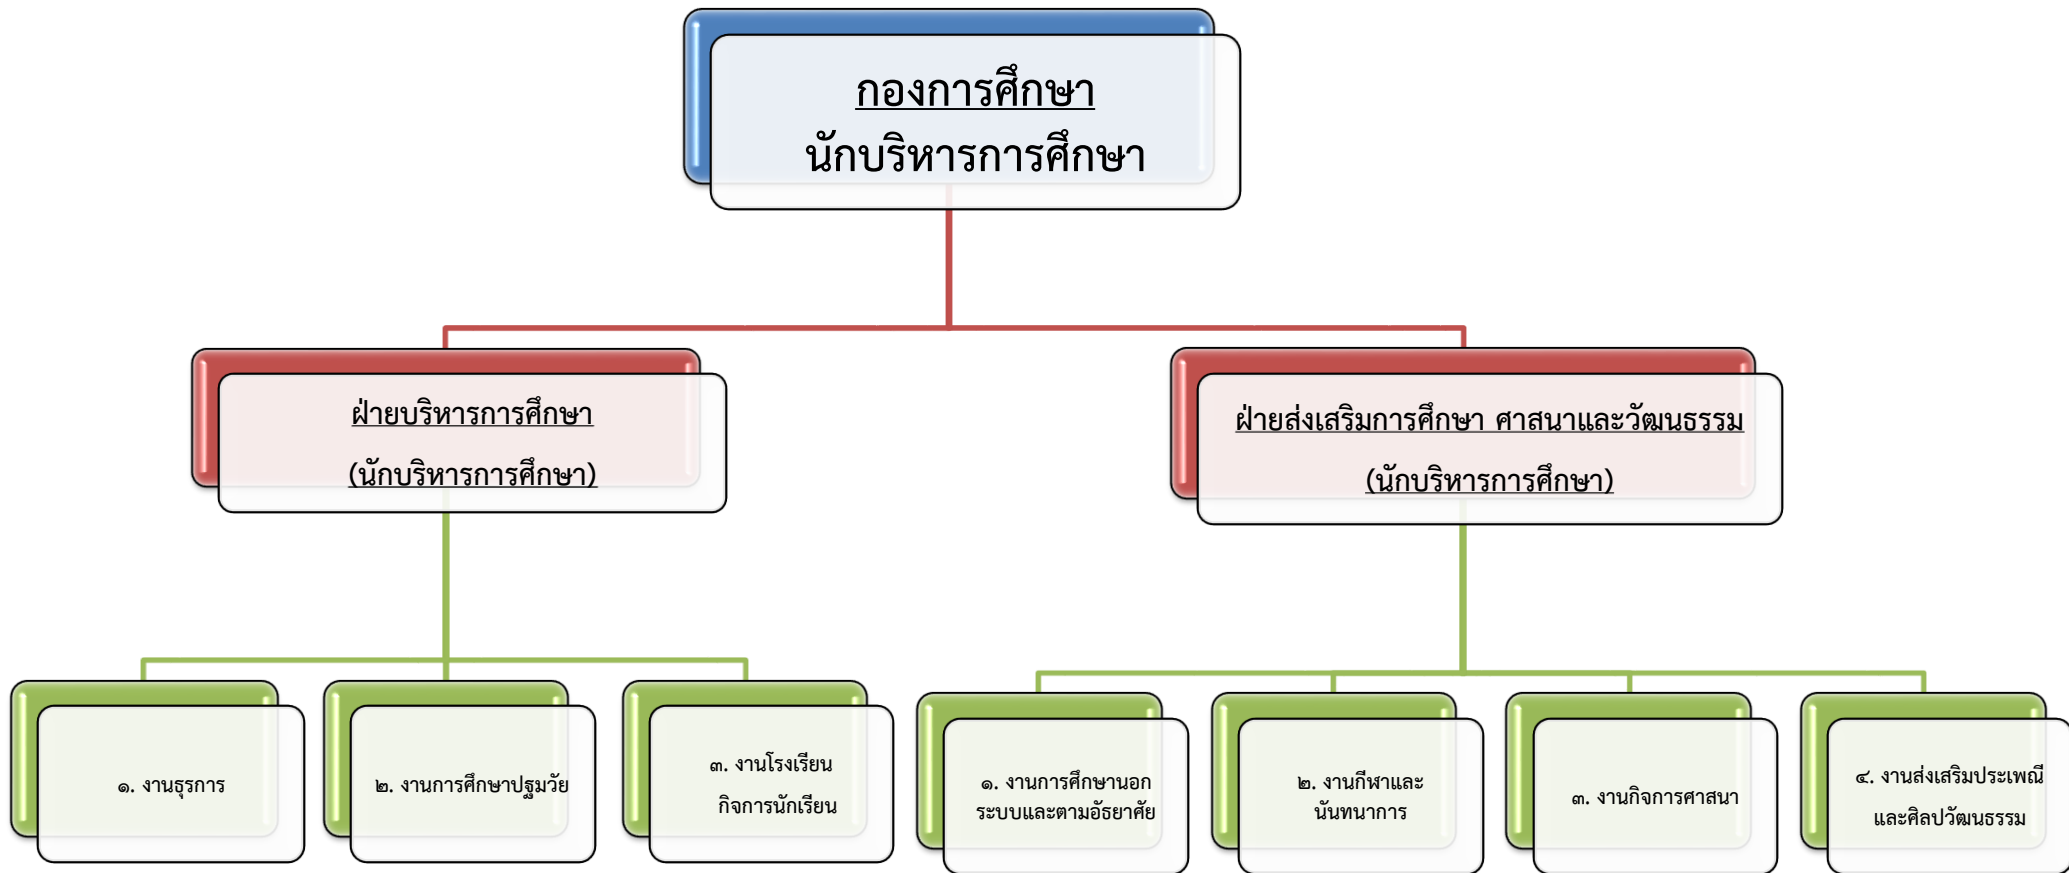 กองการศึกษา
นักบริหารการศึกษา
ฝ่ายบริหารการศึกษา
(นักบริหารการศึกษา)
ฝ่ายส่งเสริมการศึกษา ศาสนาและวัฒนธรรม
(นักบริหารการศึกษา)
๑. งานธุรการ
๒. งานการศึกษาปฐมวัย
๓. งานโรงเรียน
กิจการนักเรียน
๑. งานการศึกษานอก
ระบบและตามอัธยาศัย
๒. งานกีฬาและ
นันทนาการ
๓. งานกิจการศาสนา
๔. งานส่งเสริมประเพณี
และศิลปวัฒนธรรม